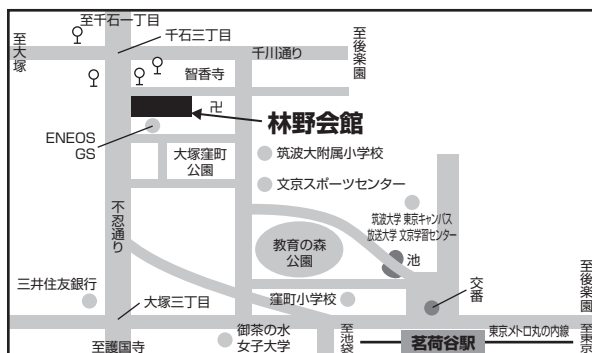 至千石一丁目
至大塚
千石三丁目
千川通り
至後楽園
智香寺
卍
林野会館
ENEOS
GS
大塚窪町
公園
筑波大附属小学校
文京スポーツセンター
不忍通り
筑波大学 東京キャンパス
放送大学 文京学習センター
教育の森
公園
池
三井住友銀行
大塚三丁目
窪町小学校
交番
至後楽園
至護国寺
御茶の水
女子大学
至池袋
茗荷谷駅
東京メトロ丸の内線
至東京